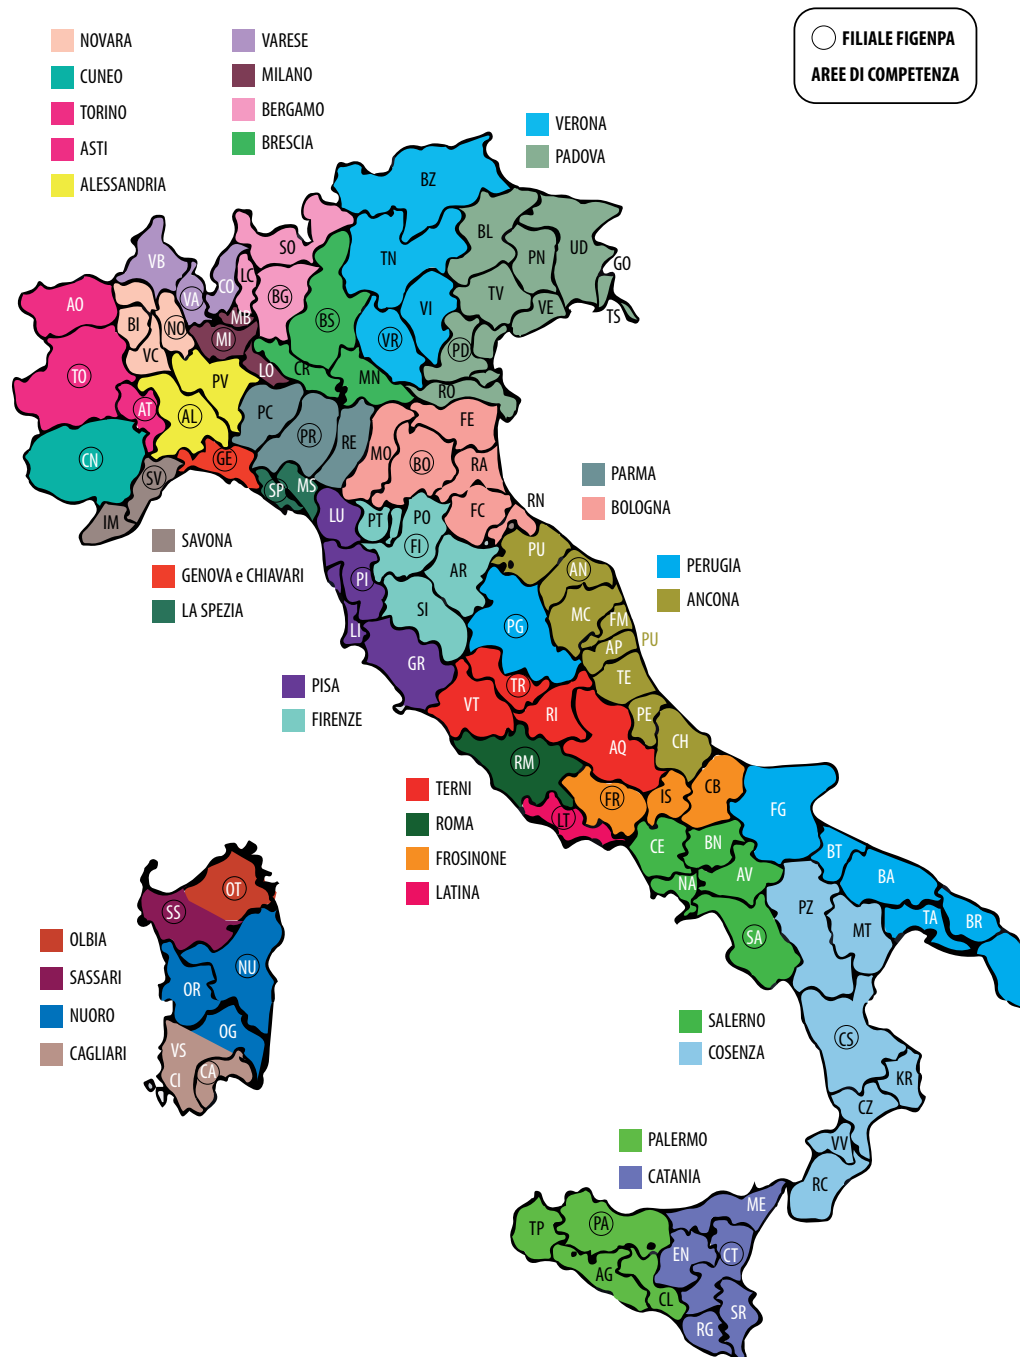 NOVARA
CUNEO
TORINO
ASTI
ALESSANDRIA
VARESE
MILANO
BERGAMO
BRESCIA
FILIALE FIGENPA
AREE DI COMPETENZA
VERONA
PADOVA
BZ
SO
TN
BL
PN
UD
GO
TS
VB
VA
CO
LC
BG
BS
MB
TV
VE
VI
VR
PD
AO
BI
NO
MI
VC
TO
PV
LO
CR
MN
RO
AT
AL
PC
PR
RE
MO
BO
FE
RA
CN
SV
GE
SP
MS
IM
LU
PT
PO
FI
FC
RN
PARMA
BOLOGNA
SAVONA
GENOVA e CHIAVARI
LA SPEZIA
PI
LI
AR
SI
GR
PU
AN
MC
FM
AP
PU
PERUGIA
ANCONA
PG
TE
PE
CH
PISA
FIRENZE
VT
TR
RI
AQ
RM
FR
IS
CB
LT
TERNI
ROMA
FROSINONE
LATINA
FG
CE
BN
NA
AV
SA
BT
BA
TA
BR
PZ
MT
OT
SS
NU
OR
OG
VS
CI
CA
OLBIA
SASSARI
NUORO
CAGLIARI
SALERNO
COSENZA
CS
KR
CZ
VV
RC
PALERMO
CATANIA
ME
TP
PA
EN
CT
AG
CL
RG
SR